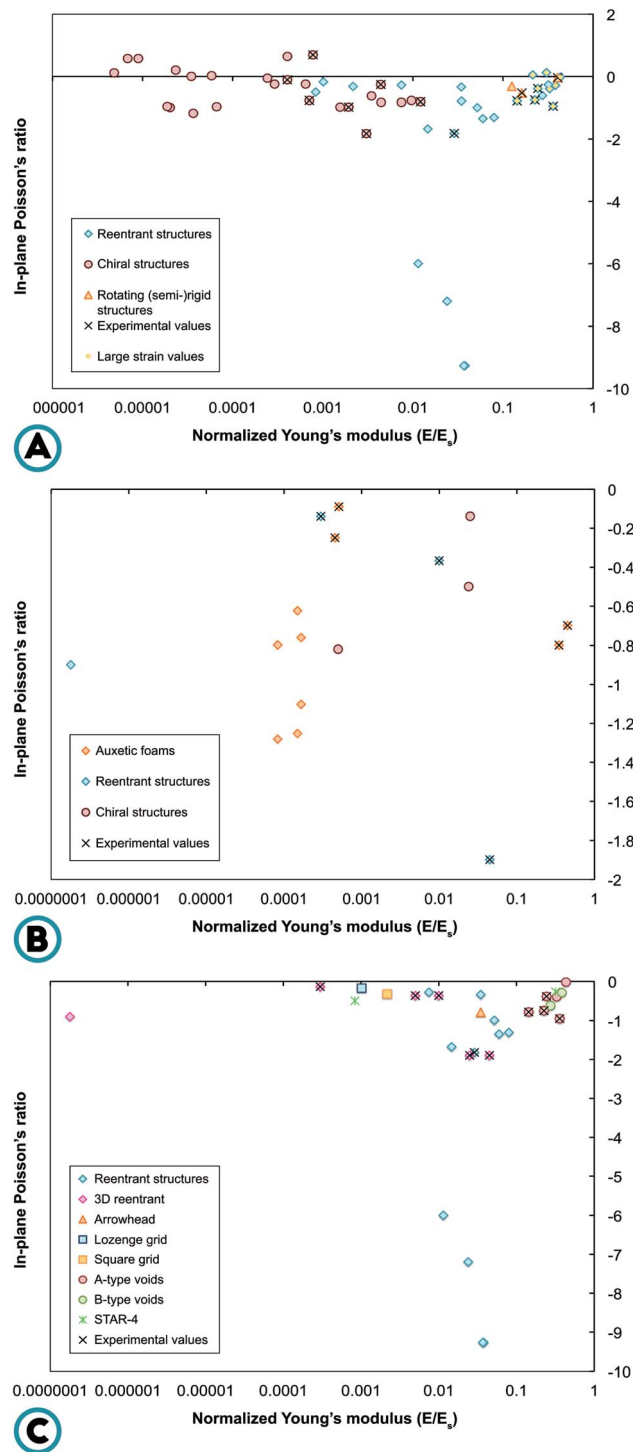 2
0
-2
-4
-6
-8
-10
In-plane Poisson's ratio
Reentrant structures
Chiral structures
Rotating (semi-)rigid
structures
Experimental values
Large strain values
000001 0.00001 0.0001 0.001 0.01 0.1 1
A Normalized Young's modulus (E/Es)
0
-0.2
-0.4
-0.6
-0.8
-1
-1.2
-1.4
-1.6
-1.8
-2
In-plane Poisson's ratio
Auxetic foams
Reentrant structures
Chiral structures
Experimental values
0.0000001 0.000001 0.00001 0.0001 0.001 0.01 0.1 1
B Normalized Young's modulus (E/Es)
0
-1
-2
-3
-4
-5
-6
-7
-8
-9
-10
In-plane Poisson's ratio
Reentrant structures
3D reentrant
Arrowhead
Lozenge grid
Square grid
A-type voids
B-type voids
STAR-4
Experimental values
0.0000001 0.000001 0.00001 0.0001 0.001 0.01 0.1 1
C Normalized Young's modulus (E/Es)